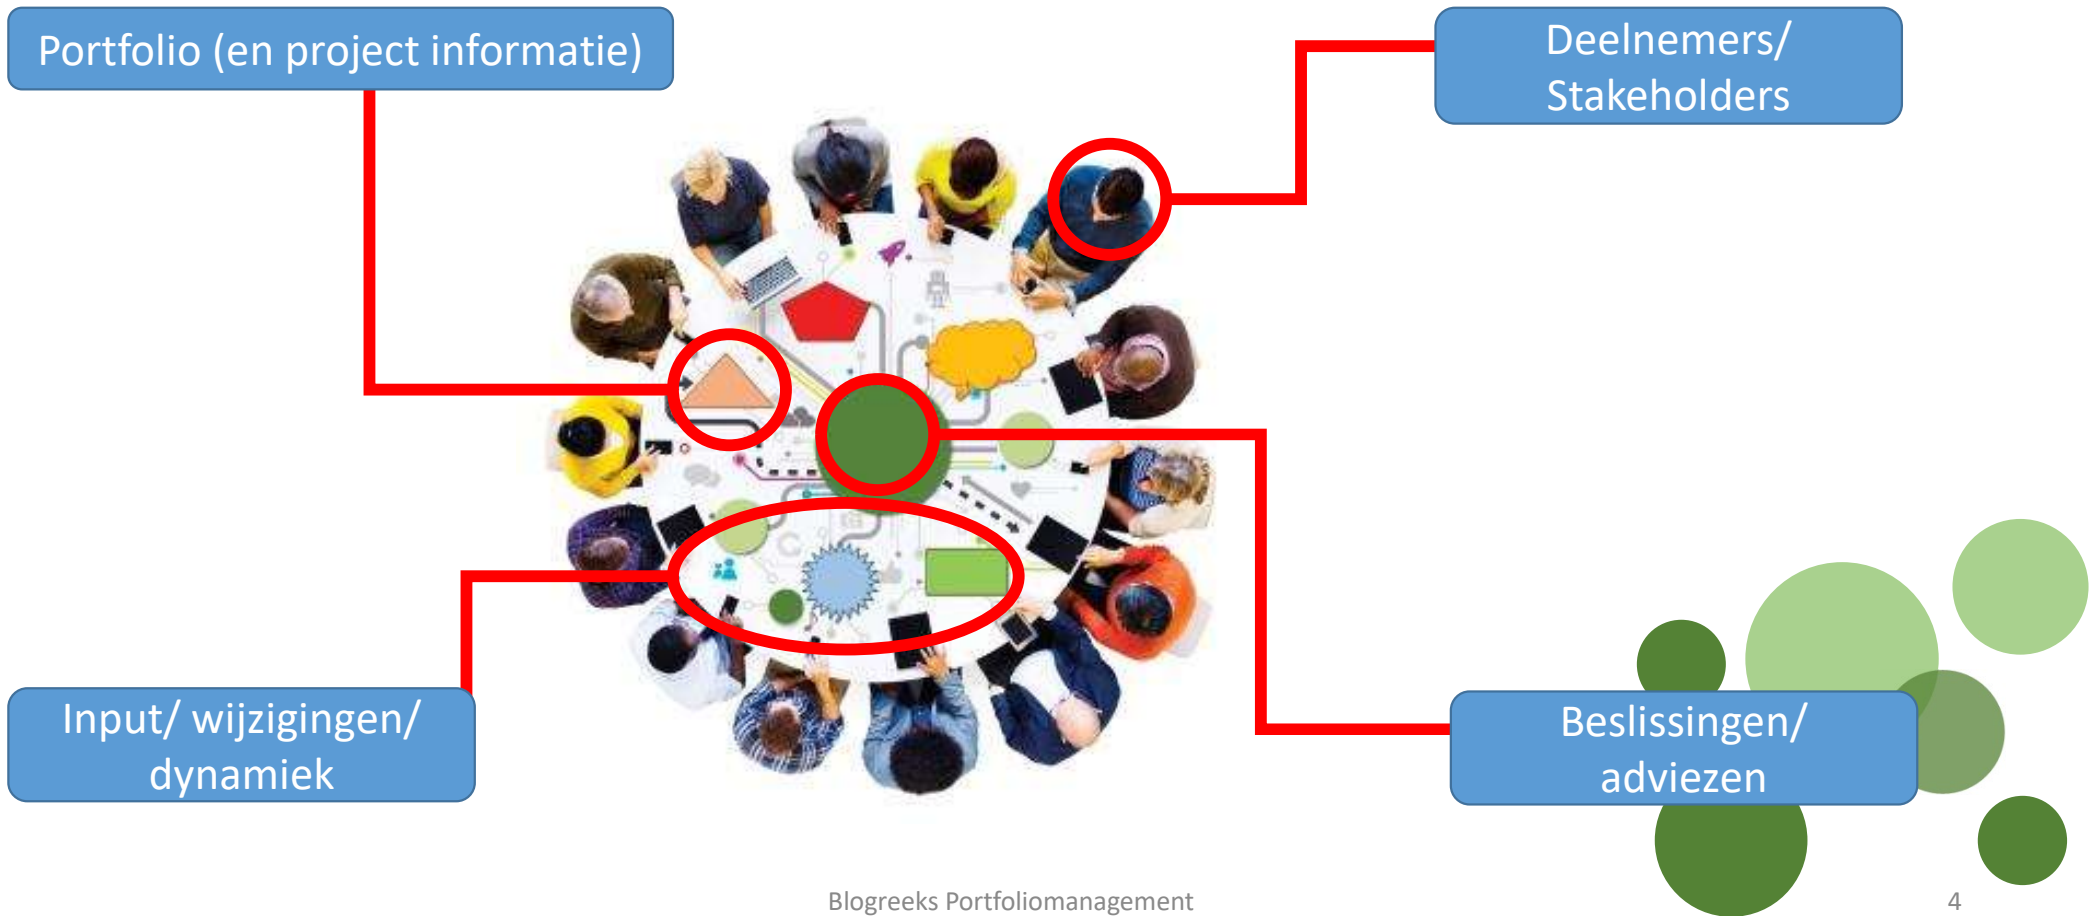 Portfolio (en project informatie)
Deelnemers/
Stakeholders
Input/ wijzigingen/
dynamiek
Beslissingen/
adviezen
Blogreeks Portfoliomanagement
4